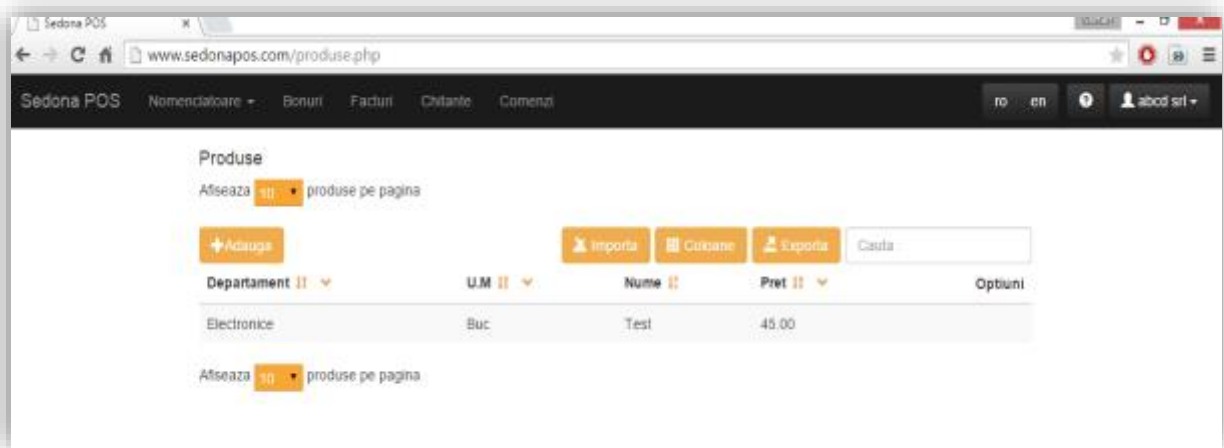 Sedona POS
www.sedonapos.com/produse.php
Sedona POS Nomenclatoare Bonuri Facturi Chitante Comenzi ro en abcd srl
Produse
Afiseaza 10 produse pe pagina
Adauga Importa Coloane Exporta Cauta
Departament U.M Nume Pret Optiuni
Electronice Buc Test 45.00
Afiseaza 10 produse pe pagina